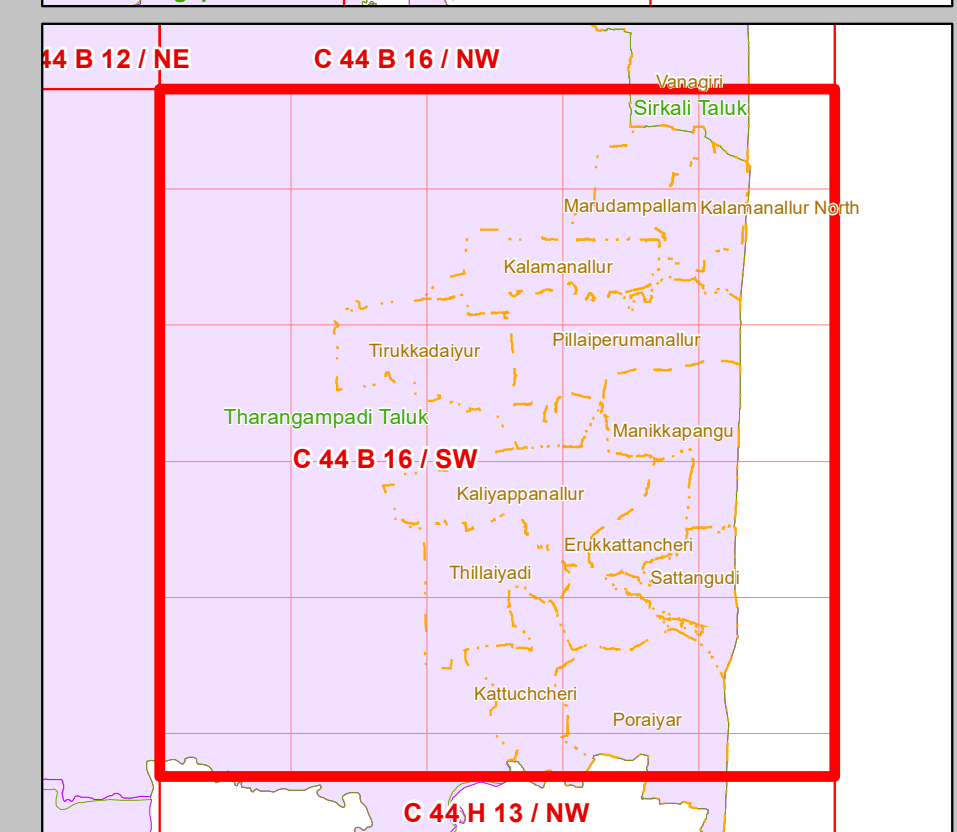 44 B 12 / NE
C 44 B 16 / NW
Vanagiri
Sirkali Taluk
Marudampallam
Kalamanallur North
Kalamanallur
Pillaiperumanallur
Tirukkadaiyur
Tharangampadi Taluk
Manikkapangu
C 44 B 16 / SW
Kaliyappanallur
Erukkattancheri
Thillaiyadi
Sattangudi
Kattuchcheri
Poraiyar
C 44 H 13 / NW